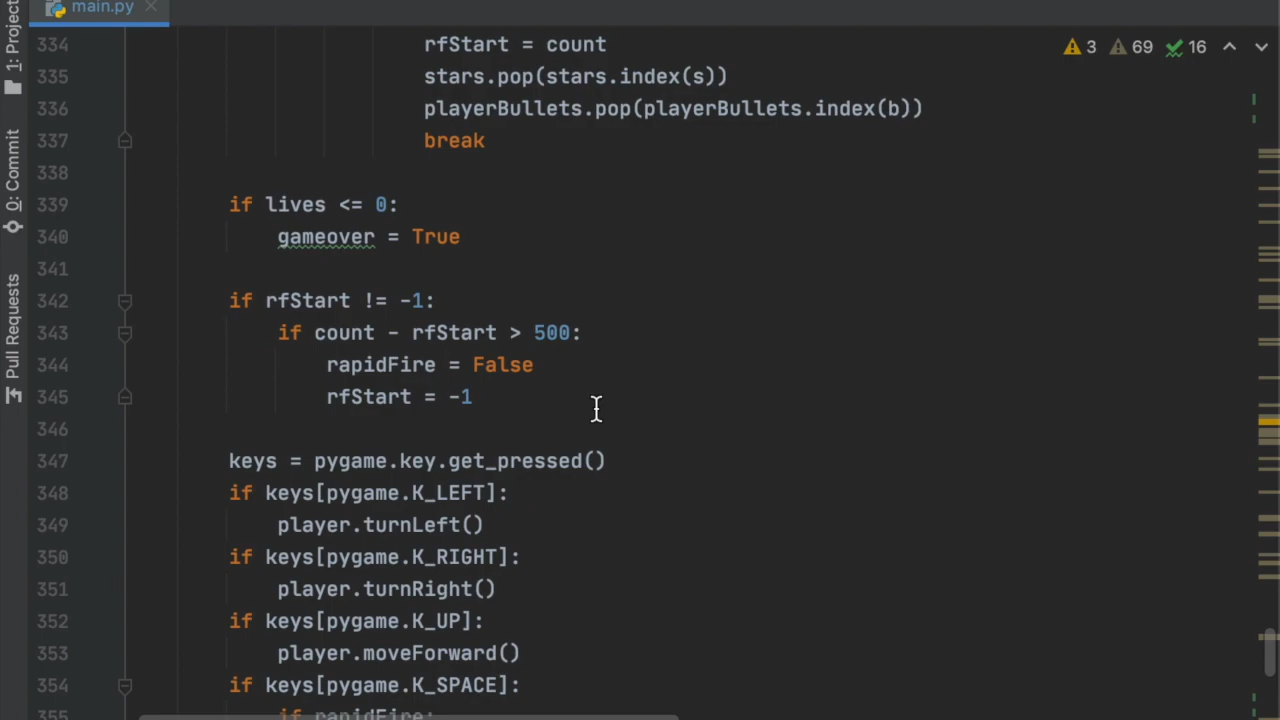 main.py
1: Project
0: Commit
Pull Requests
3 69 16
334 rfStart = count
335 stars.pop(stars.index(s))
336 playerBullets.pop(playerBullets.index(b))
337 break
338
339 if lives <= 0:
340 gameover = True
341
342 if rfStart != -1:
343 if count - rfStart > 500:
344 rapidFire = False
345 rfStart = -1
346
347 keys = pygame.key.get_pressed()
348 if keys[pygame.K_LEFT]:
349 player.turnLeft()
350 if keys[pygame.K_RIGHT]:
351 player.turnRight()
352 if keys[pygame.K_UP]:
353 player.moveForward()
354 if keys[pygame.K_SPACE]:
355 if rapidFire: